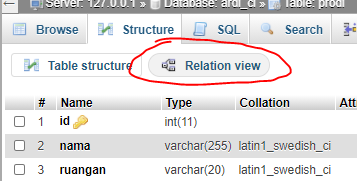 Server: 127.0.0.1 » Database: ardi_ci » Table: prodi
Browse Structure SQL Search
Table structure Relation view
# Name Type Collation
1 id int(11)
2 nama varchar(255) latin1_swedish_ci
3 ruangan varchar(20) latin1_swedish_ci